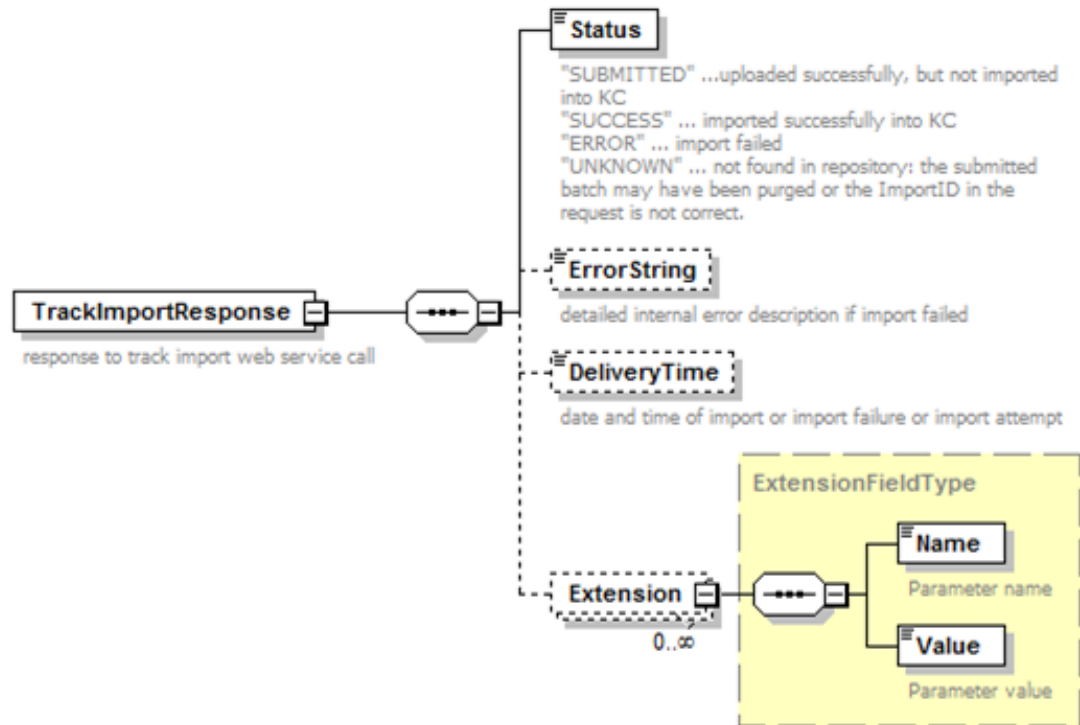 Status
"SUBMITTED" ...uploaded successfully, but not imported
into KC
"SUCCESS" ... imported successfully into KC
"ERROR" ... import failed
"UNKNOWN" ... not found in repository: the submitted
batch may have been purged or the ImportID in the
request is not correct.
ErrorString
detailed internal error description if import failed
TrackImportResponse
response to track import web service call
DeliveryTime
date and time of import or import failure or import attempt
ExtensionFieldType
Name
Parameter name
Extension
0..∞
Value
Parameter value